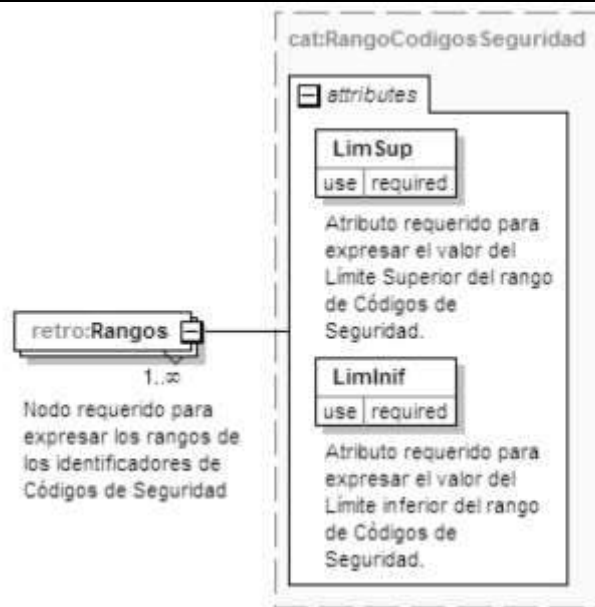 cat:RangoCodigosSeguridad
attributes
LimSup
use required
Atributo requerido para
expresar el valor del
Límite Superior del rango
de Códigos de
Seguridad.
retro:Rangos
1..∞
Nodo requerido para
expresar los rangos de
los identificadores de
Códigos de Seguridad
LimInif
use required
Atributo requerido para
expresar el valor del
Límite inferior del rango
de Códigos de
Seguridad.